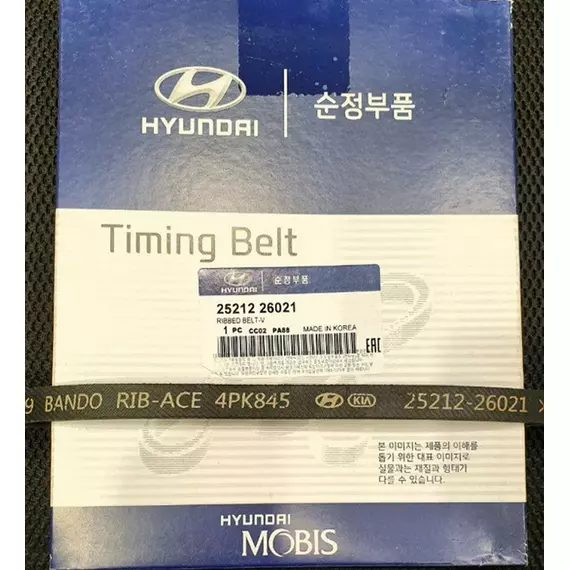 HYUNDAI
순정부품
Timing Belt
HYUNDAI
순정부품
25212 26021
RIBBED BELT-V
1 PC CC02 PA88 MADE IN KOREA
EAC
9 BANDO RIB-ACE 4PK845 KIA 25212-26021
본 이미지는 제품의 이해를
돕기 위한 대표 이미지로
실물과는 재질과 형태가
다를 수 있습니다.
HYUNDAI
MOBIS